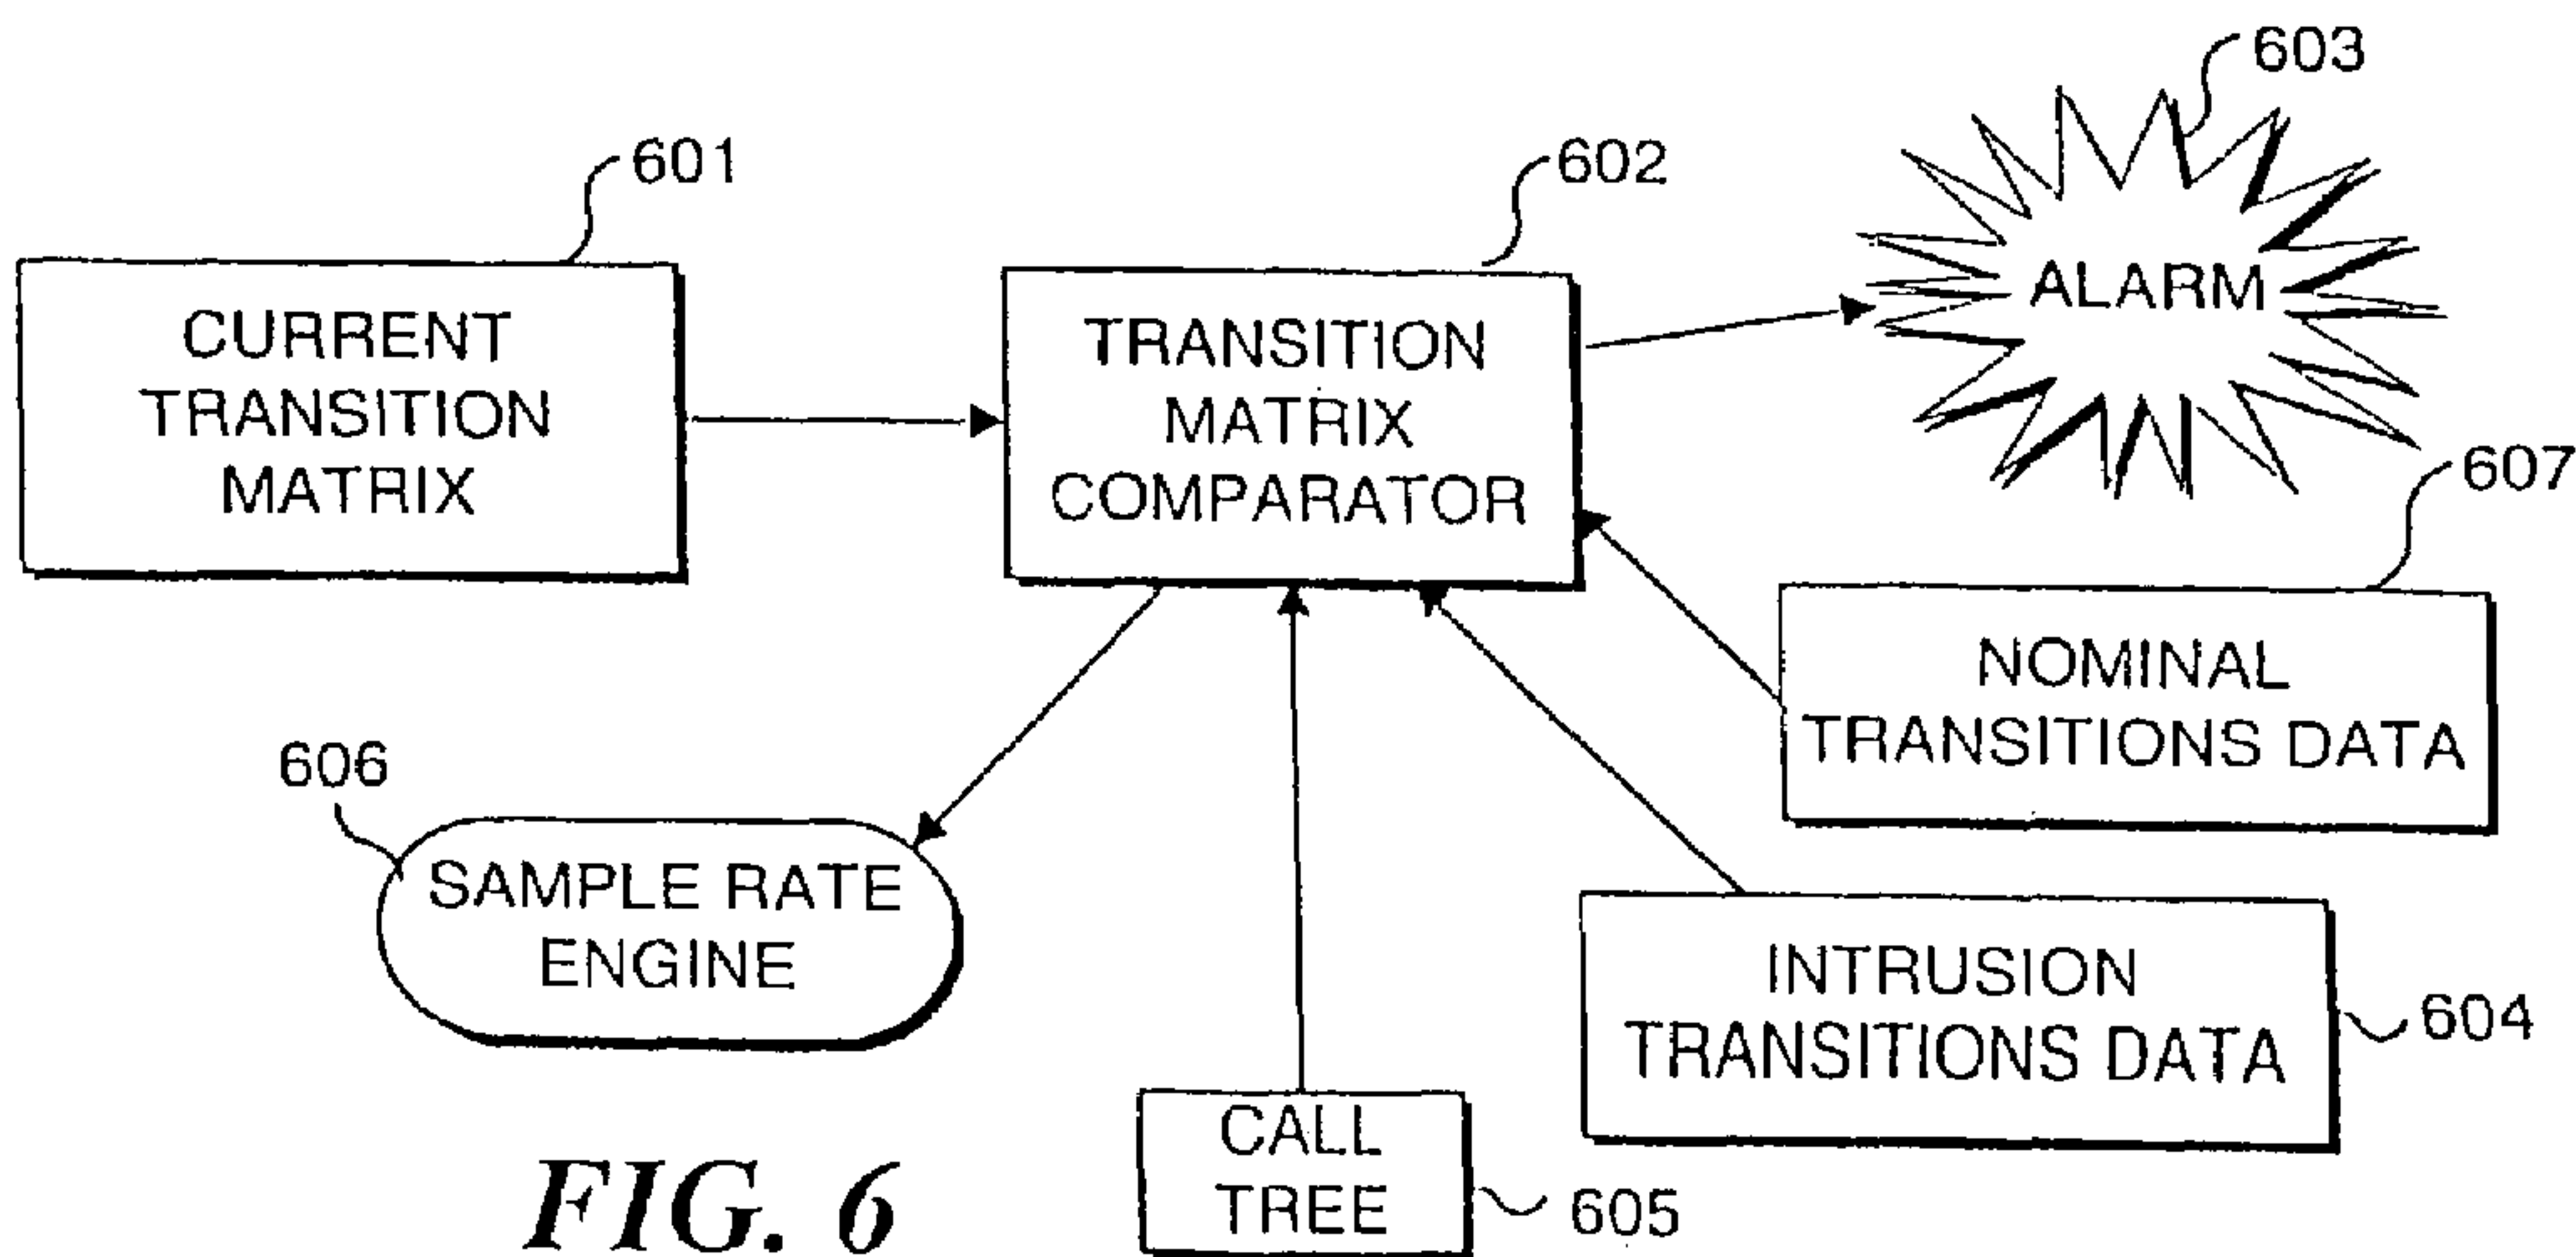 603
601
602
CURRENT
TRANSITION
MATRIX
TRANSITION
MATRIX
COMPARATOR
ALARM
607
NOMINAL
TRANSITIONS DATA
606
SAMPLE RATE
ENGINE
INTRUSION
TRANSITIONS DATA
604
CALL
TREE
605
FIG. 6